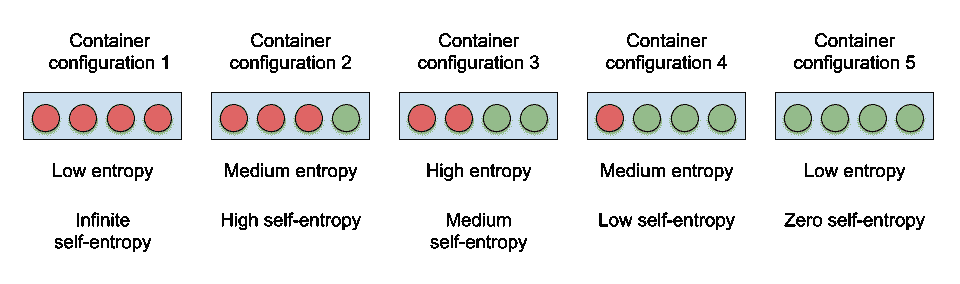 Container
configuration 1
Container
configuration 2
Container
configuration 3
Container
configuration 4
Container
configuration 5
Low entropy
Medium entropy
High entropy
Medium entropy
Low entropy
Infinite
self-entropy
High self-entropy
Medium
self-entropy
Low self-entropy
Zero self-entropy